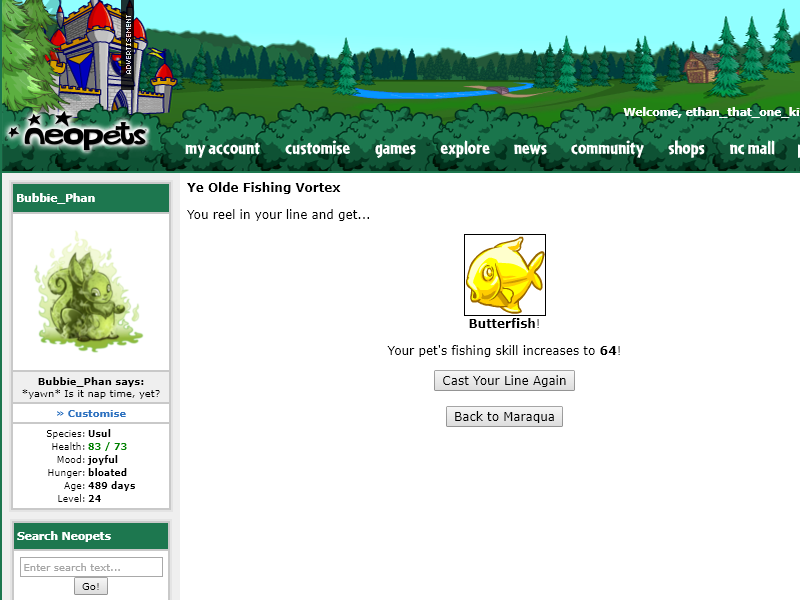 ADVERTISEMENT
Welcome, ethan_that_one_ki
neopets
my account customise games explore news community shops nc mall
Bubbie_Phan
Bubbie_Phan says:
*yawn* Is it nap time, yet?
» Customise
Species: Usul
Health: 83 / 73
Mood: joyful
Hunger: bloated
Age: 489 days
Level: 24
Search Neopets
Enter search text...
Go!
Ye Olde Fishing Vortex
You reel in your line and get...
Butterfish!
Your pet's fishing skill increases to 64!
Cast Your Line Again
Back to Maraqua